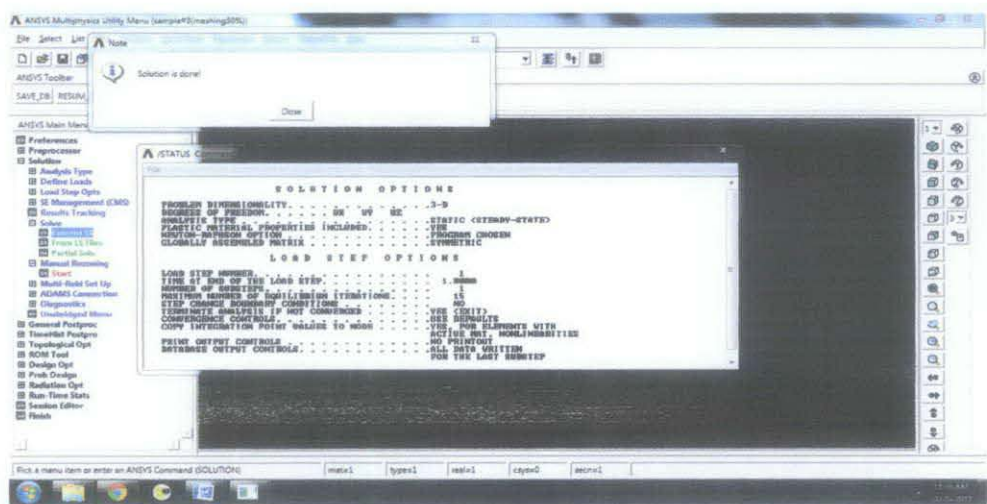 ANSYS Multiphysics Utility Menu (sample#3(meshing30%))
File Select List
Note
Solution is done!
Close
ANSYS Toolbar
SAVE_DB RESUM
ANSYS Main Menu
Preferences
Preprocessor
Solution
Analysis Type
Define Loads
Load Step Opts
SE Management (CMS)
Results Tracking
Solve
Current LS
From LS Files
Partial Solu
Manual Rezoning
Start
Multi-field Set Up
ADAMS Connection
Diagnostics
Unabridged Menu
General Postproc
TimeHist Postpro
Topological Opt
ROM Tool
Design Opt
Prob Design
Radiation Opt
Run-Time Stats
Session Editor
Finish
/STATUS Command
File
SOLUTION OPTIONS
PROBLEM DIMENSIONALITY. . . . . . . . . . . . .3-D
DEGREES OF FREEDOM. . . . . . UX UY UZ
ANALYSIS TYPE . . . . . . . . . . . . . . . . .STATIC (STEADY-STATE)
PLASTIC MATERIAL PROPERTIES INCLUDED. . . . . .YES
NEWTON-RAPHSON OPTION . . . . . . . . . . . . .PROGRAM CHOSEN
GLOBALLY ASSEMBLED MATRIX . . . . . . . . . . .SYMMETRIC
LOAD STEP OPTIONS
LOAD STEP NUMBER. . . . . . . . . . . . . . . . 1
TIME AT END OF THE LOAD STEP. . . . . . . . . . 1.0000
NUMBER OF SUBSTEPS. . . . . . . . . . . . . . . 1
MAXIMUM NUMBER OF EQUILIBRIUM ITERATIONS. . . . 15
STEP CHANGE BOUNDARY CONDITIONS . . . . . . . . NO
TERMINATE ANALYSIS IF NOT CONVERGED . . . . . .YES (EXIT)
CONVERGENCE CONTROLS. . . . . . . . . . . . . .USE DEFAULTS
COPY INTEGRATION POINT VALUES TO NODE . . . . .YES, FOR ELEMENTS WITH
ACTIVE MAT. NONLINEARITIES
PRINT OUTPUT CONTROLS . . . . . . . . . . . . .NO PRINTOUT
DATABASE OUTPUT CONTROLS. . . . . . . . . . . .ALL DATA WRITTEN
FOR THE LAST SUBSTEP
Pick a menu item or enter an ANSYS Command (SOLUTION)
mat=1
type=1
real=1
csys=0
secn=1